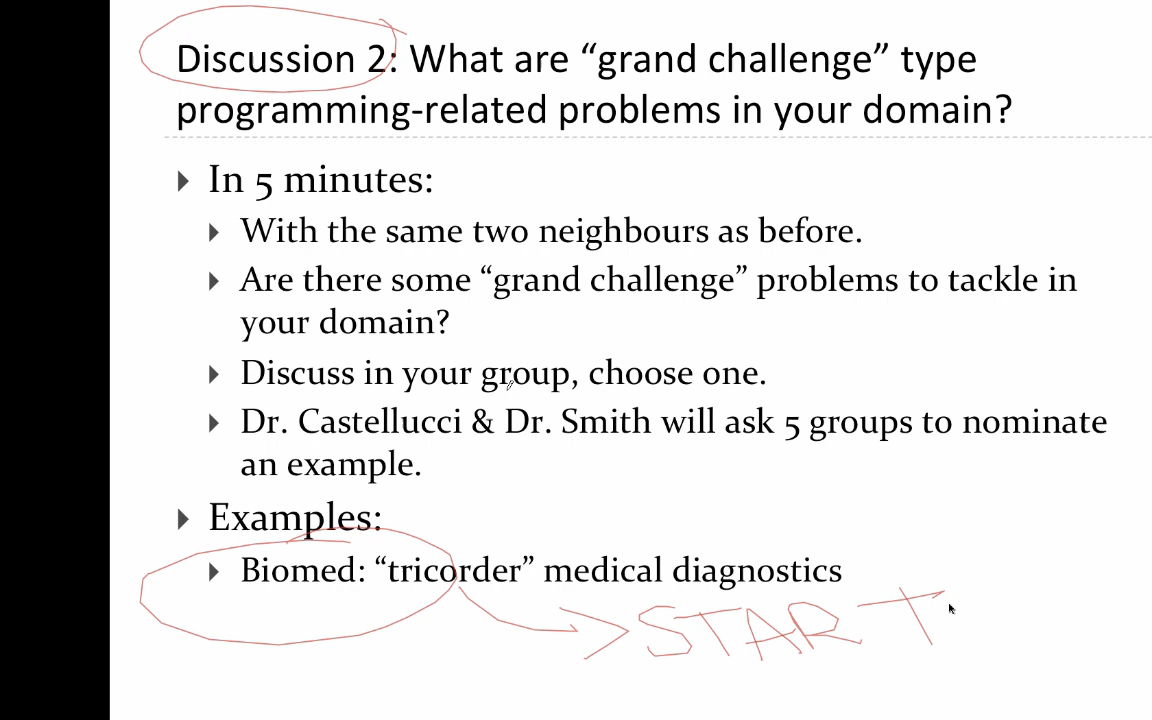 Discussion 2: What are “grand challenge” type
programming-related problems in your domain?
In 5 minutes:
With the same two neighbours as before.
Are there some “grand challenge” problems to tackle in
your domain?
Discuss in your group, choose one.
Dr. Castellucci & Dr. Smith will ask 5 groups to nominate
an example.
Examples:
Biomed: “tricorder” medical diagnostics
START